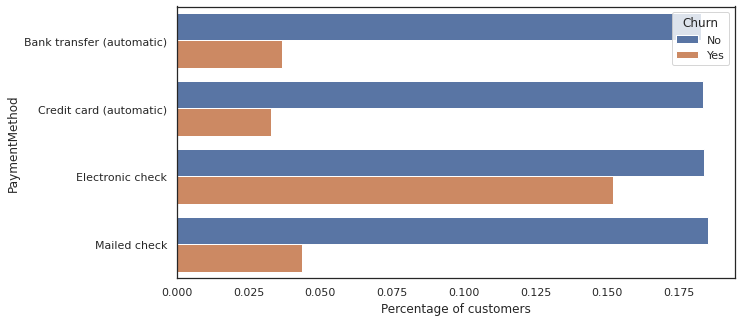 Churn
No
Yes
Bank transfer (automatic)
Credit card (automatic)
Electronic check
Mailed check
PaymentMethod
0.000 0.025 0.050 0.075 0.100 0.125 0.150 0.175
Percentage of customers